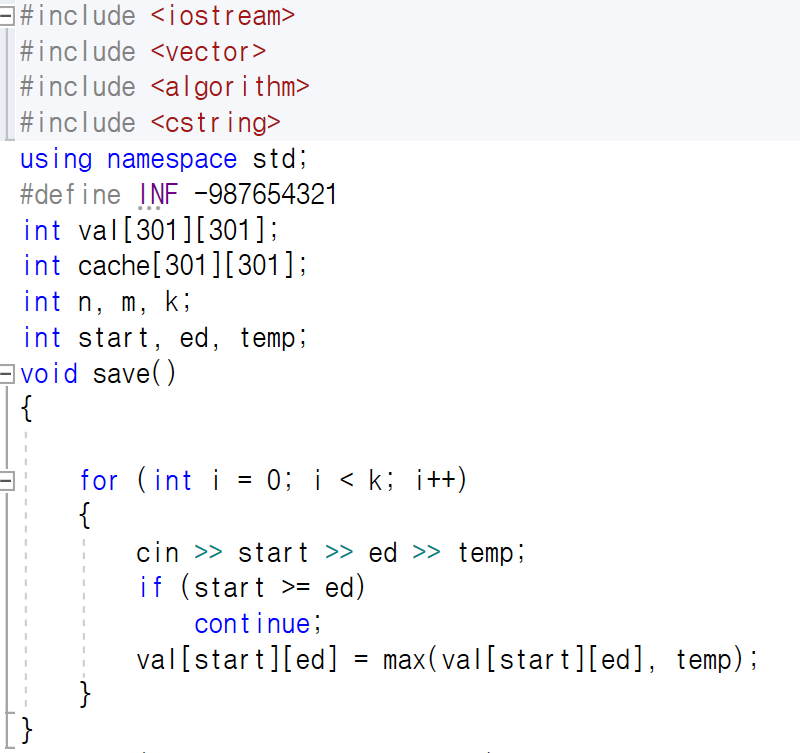 #include <iostream>
#include <vector>
#include <algorithm>
#include <cstring>
using namespace std;
#define INF -987654321
int val[301][301];
int cache[301][301];
int n, m, k;
int start, ed, temp;
void save()
{
for (int i = 0; i < k; i++)
{
cin >> start >> ed >> temp;
if (start >= ed)
continue;
val[start][ed] = max(val[start][ed], temp);
}
}